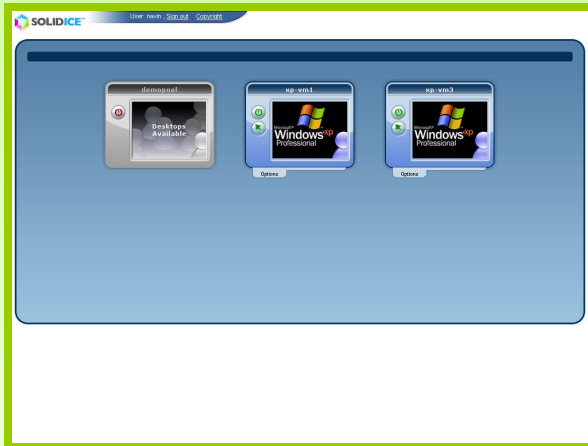 SOLIDICE™
User: navin , Sign out | Copyright
demopool
xp-vm1
xp-vm3
Desktops
Available
Microsoft®
Windows xp
Professional
Microsoft®
Windows xp
Professional
Options
Options